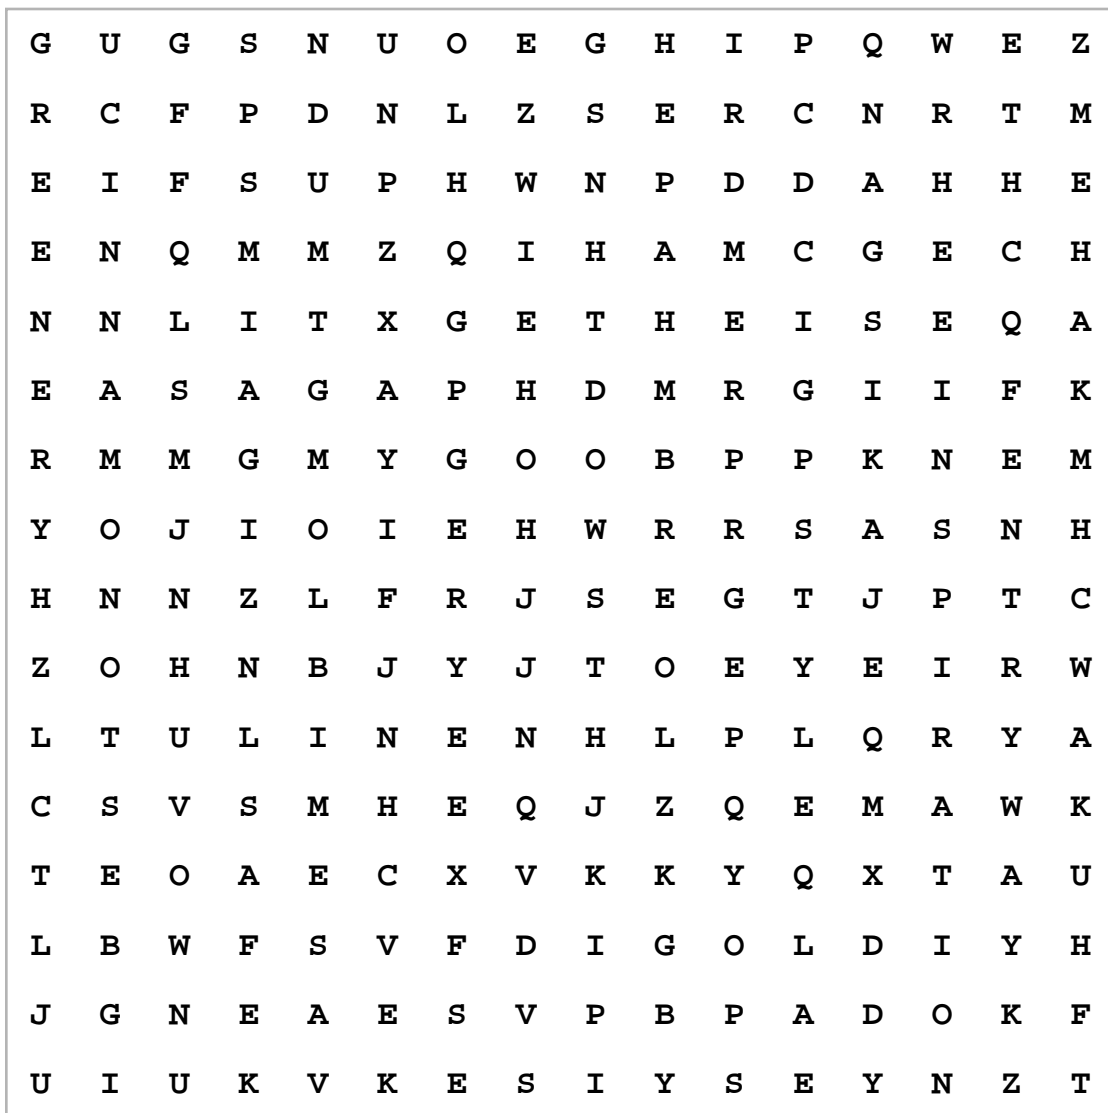 G U G S N U O E G H I P Q W E Z
R C F P D N L Z S E R C N R T M
E I F S U P H W N P D D A H H E
E N Q M M Z Q I H A M C G E C H
N N L I T X G E T H E I S E Q A
E A S A G A P H D M R G I I F K
R M M G M Y G O O B P P K N E M
Y O J I O I E H W R R S A S N H
H N N Z L F R J S E G T J P T C
Z O H N B J Y J T O E Y E I R W
L T U L I N E N H L P L Q R Y A
C S V S M H E Q J Z Q E M A W K
T E O A E C X V K K Y Q X T A U
L B W F S V F D I G O L D I Y H
J G N E A E S V P B P A D O K F
U I U K V K E S I Y S E Y N Z T